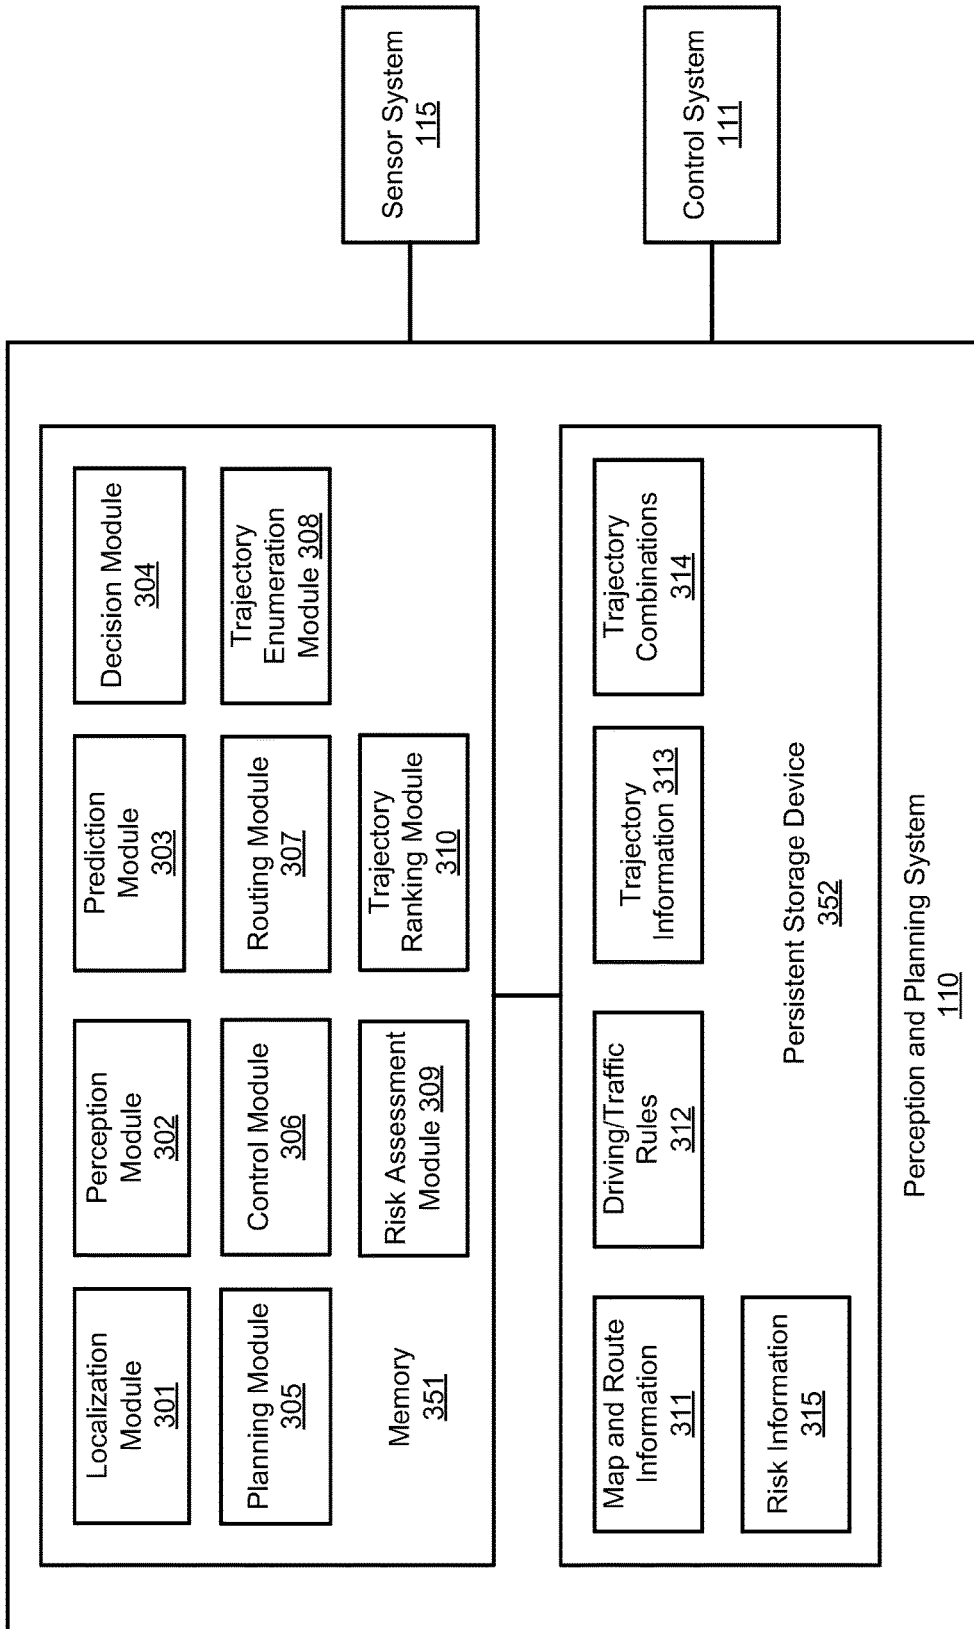 Localization
Module
301
Perception
Module
302
Prediction
Module
303
Decision Module
304
Planning Module
305
Control Module
306
Routing Module
307
Trajectory
Enumeration
Module 308
Memory
351
Risk Assessment
Module 309
Trajectory
Ranking Module
310
Map and Route
Information
311
Driving/Traffic
Rules
312
Trajectory
Information 313
Trajectory
Combinations
314
Risk Information
315
Persistent Storage Device
352
Perception and Planning System
110
Sensor System
115
Control System
111